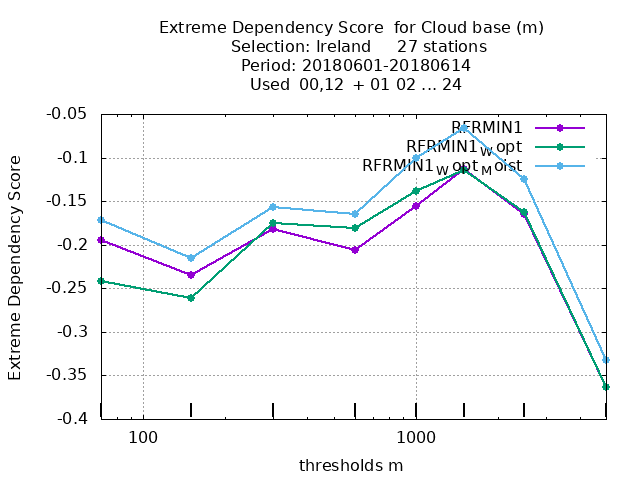 Extreme Dependency Score  for Cloud base (m)
Selection: Ireland     27 stations
Period: 20180601-20180614
Used  00,12  + 01 02 ... 24
RFRMIN1
RFRMIN1_W opt
RFRMIN1_W opt_M oist
Extreme Dependency Score
-0.05
-0.1
-0.15
-0.2
-0.25
-0.3
-0.35
-0.4
100
1000
thresholds m